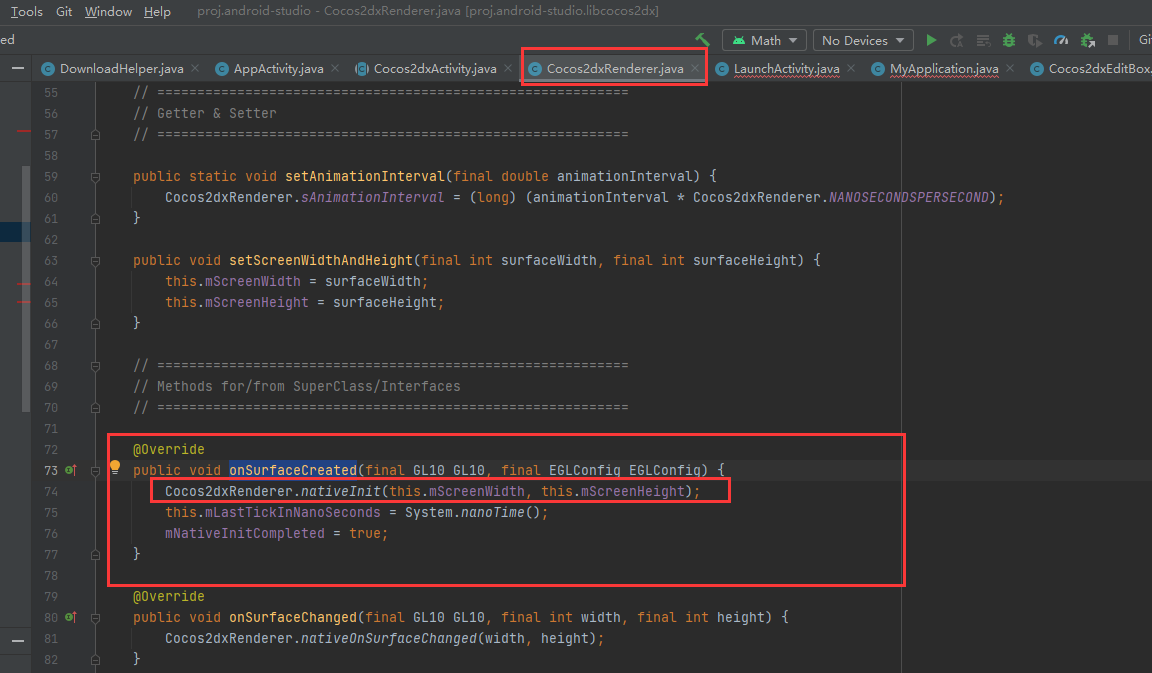 Tools Git Window Help proj.android-studio - Cocos2dxRenderer.java [proj.android-studio.libcocos2dx]
ed Math No Devices Gi
DownloadHelper.java AppActivity.java Cocos2dxActivity.java Cocos2dxRenderer.java LaunchActivity.java MyApplication.java Cocos2dxEditBox.
55 // ===========================================================
56 // Getter & Setter
57 // ===========================================================
58
59 public static void setAnimationInterval(final double animationInterval) {
60 Cocos2dxRenderer.sAnimationInterval = (long) (animationInterval * Cocos2dxRenderer.NANOSECONDSPERSECOND);
61 }
62
63 public void setScreenWidthAndHeight(final int surfaceWidth, final int surfaceHeight) {
64 this.mScreenWidth = surfaceWidth;
65 this.mScreenHeight = surfaceHeight;
66 }
67
68 // ===========================================================
69 // Methods for/from SuperClass/Interfaces
70 // ===========================================================
71
72 @Override
73 public void onSurfaceCreated(final GL10 GL10, final EGLConfig EGLConfig) {
74 Cocos2dxRenderer.nativeInit(this.mScreenWidth, this.mScreenHeight);
75 this.mLastTickInNanoSeconds = System.nanoTime();
76 mNativeInitCompleted = true;
77 }
78
79 @Override
80 public void onSurfaceChanged(final GL10 GL10, final int width, final int height) {
81 Cocos2dxRenderer.nativeOnSurfaceChanged(width, height);
82 }